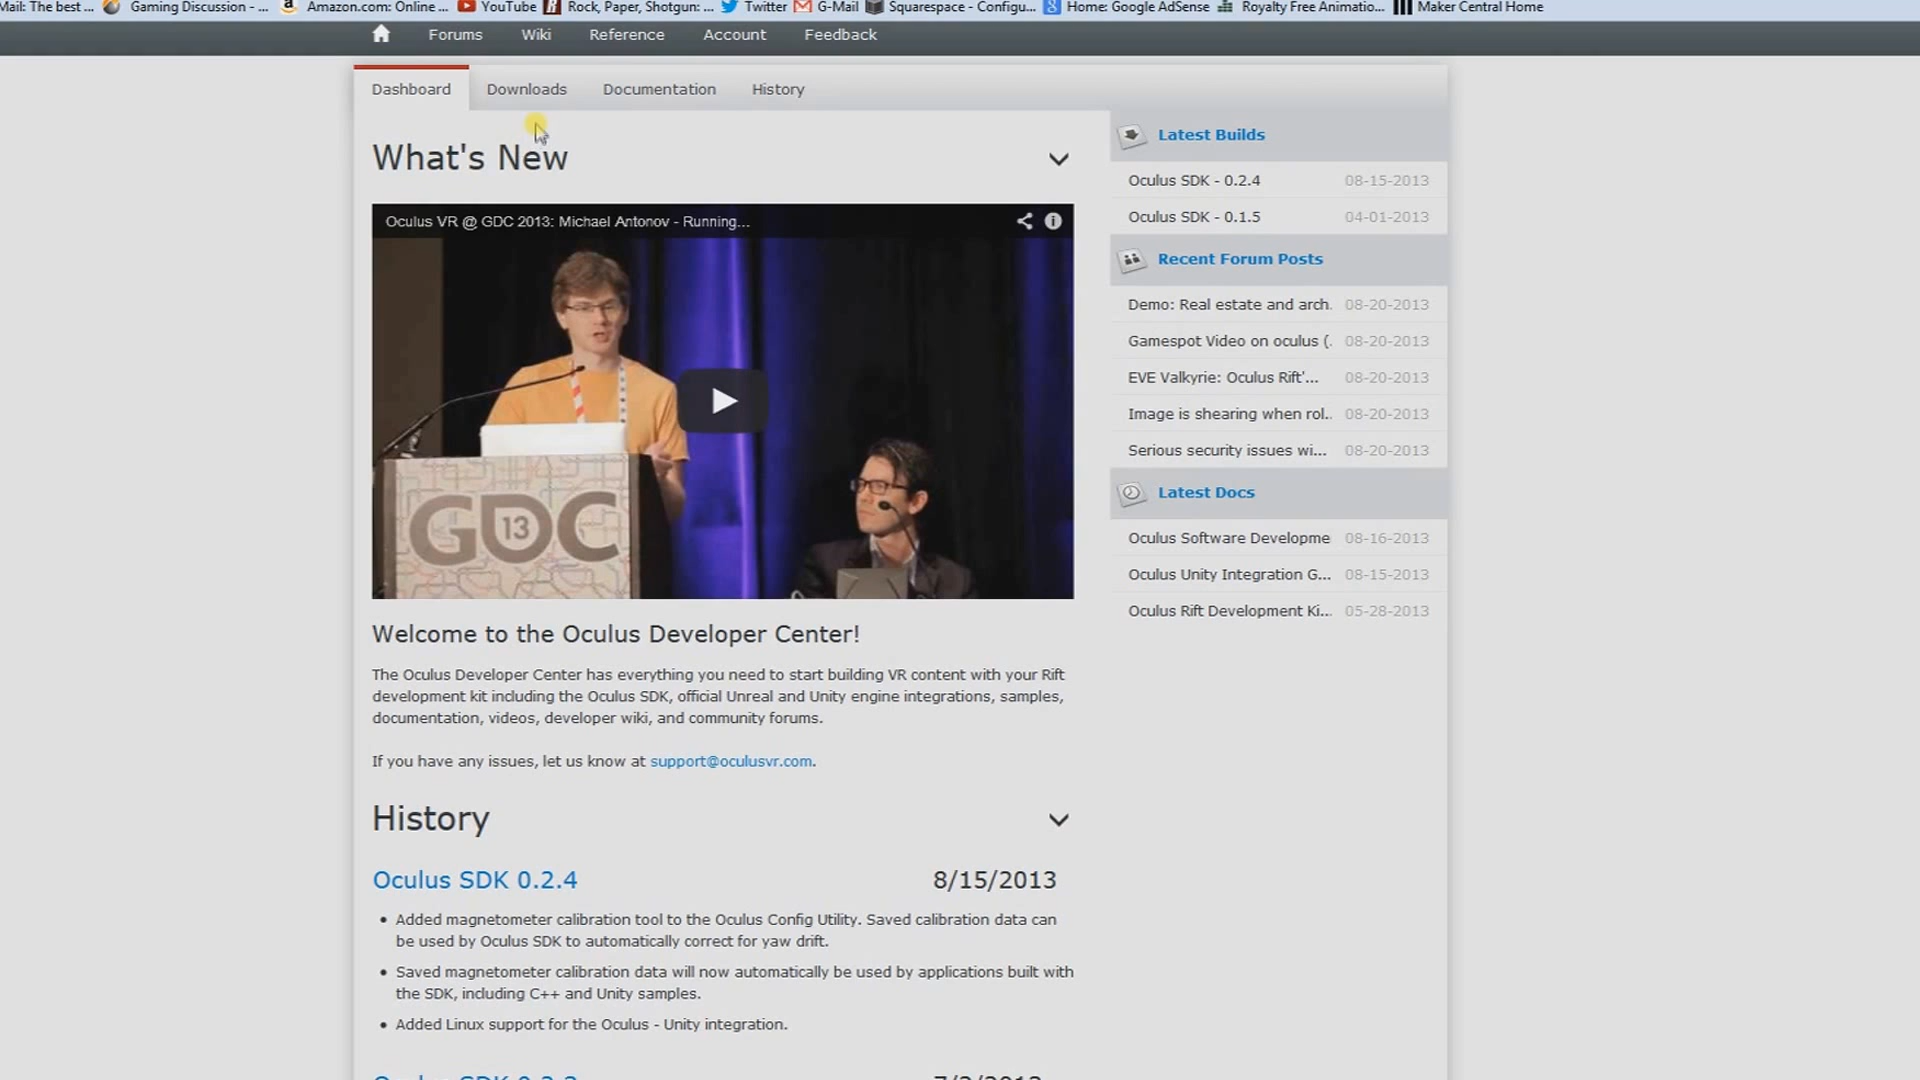 Mail: The best ... Gaming Discussion - ... Amazon.com: Online ... YouTube Rock, Paper, Shotgun: ... Twitter G-Mail Squarespace - Configu... Home: Google AdSense Royalty Free Animatio... Maker Central Home
Forums Wiki Reference Account Feedback
Dashboard Downloads Documentation History
What's New
Oculus VR @ GDC 2013: Michael Antonov - Running...
GDC
13
Welcome to the Oculus Developer Center!
The Oculus Developer Center has everything you need to start building VR content with your Rift
development kit including the Oculus SDK, official Unreal and Unity engine integrations, samples,
documentation, videos, developer wiki, and community forums.
If you have any issues, let us know at support@oculusvr.com.
History
Oculus SDK 0.2.4 8/15/2013
• Added magnetometer calibration tool to the Oculus Config Utility. Saved calibration data can
be used by Oculus SDK to automatically correct for yaw drift.
• Saved magnetometer calibration data will now automatically be used by applications built with
the SDK, including C++ and Unity samples.
• Added Linux support for the Oculus - Unity integration.
Latest Builds
Oculus SDK - 0.2.4 08-15-2013
Oculus SDK - 0.1.5 04-01-2013
Recent Forum Posts
Demo: Real estate and arch. 08-20-2013
Gamespot Video on oculus (. 08-20-2013
EVE Valkyrie: Oculus Rift'... 08-20-2013
Image is shearing when rol.. 08-20-2013
Serious security issues wi... 08-20-2013
Latest Docs
Oculus Software Developme 08-16-2013
Oculus Unity Integration G... 08-15-2013
Oculus Rift Development Ki... 05-28-2013